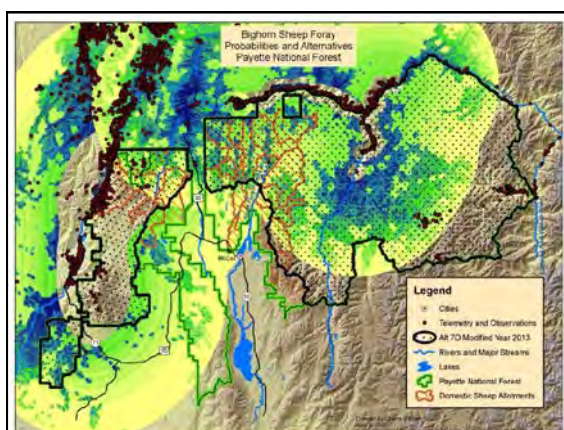 Bighorn Sheep Foray
Probabilities and Alternatives
Payette National Forest
McCall
Legend
Cities
Telemetry and Observations
Alt 7O Modified Year 2013
Rivers and Major Streams
Lakes
Payette National Forest
Domestic Sheep Allotments